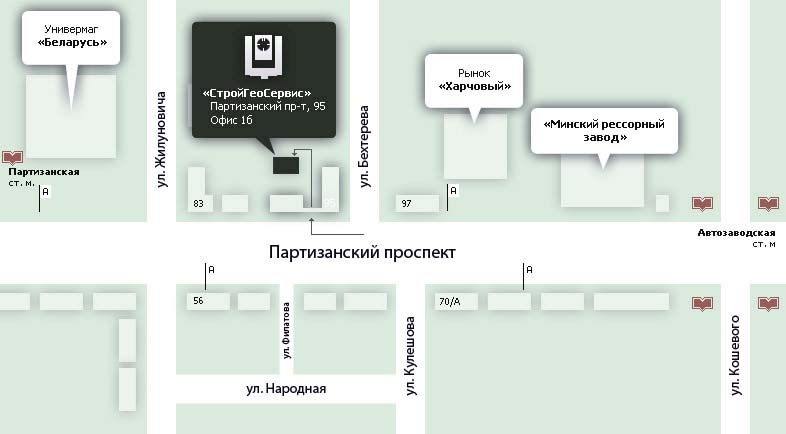 Универмаг
«Беларусь»
«СтройГеоСервис»
Партизанский пр-т, 95
Офис 16
Рынок
«Харчовый»
«Минский рессорный
завод»
ул. Жилуновича
ул. Бехтерева
Партизанская
ст. м.
А
83
95
97
А
Автозаводская
ст. м
Партизанский проспект
А
А
56
70/А
ул. Филатова
ул. Кулешова
ул. Кошевого
ул. Народная